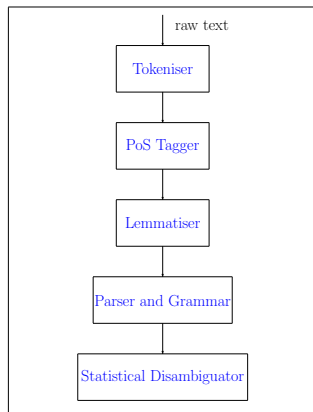 raw text
Tokeniser
PoS Tagger
Lemmatiser
Parser and Grammar
Statistical Disambiguator